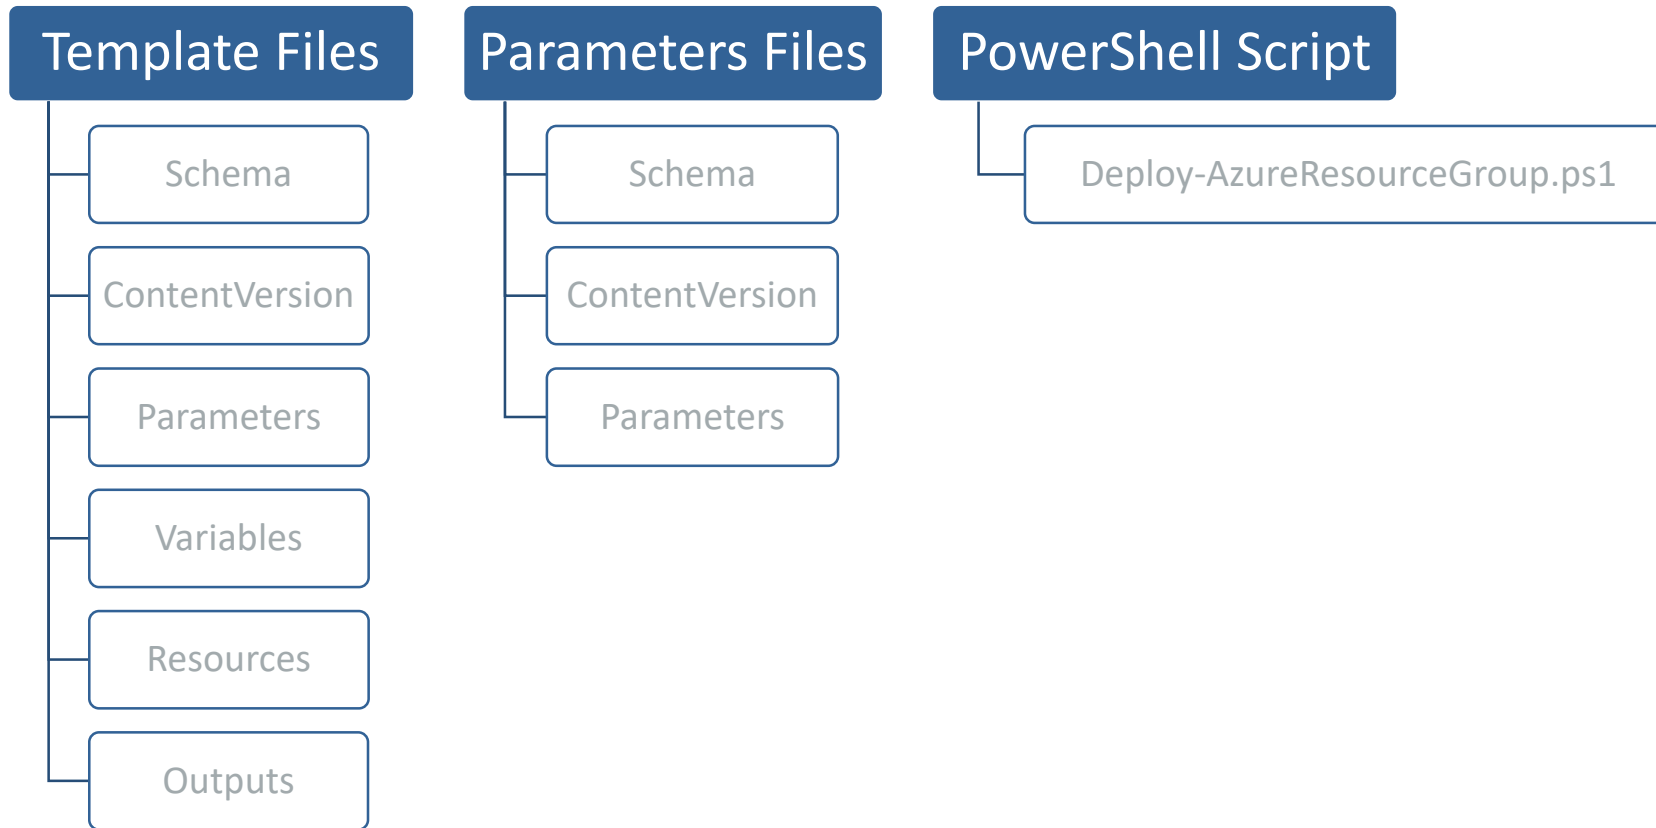 Template Files
Schema
ContentVersion
Parameters
Variables
Resources
Outputs
Parameters Files
Schema
ContentVersion
Parameters
PowerShell Script
Deploy-AzureResourceGroup.ps1